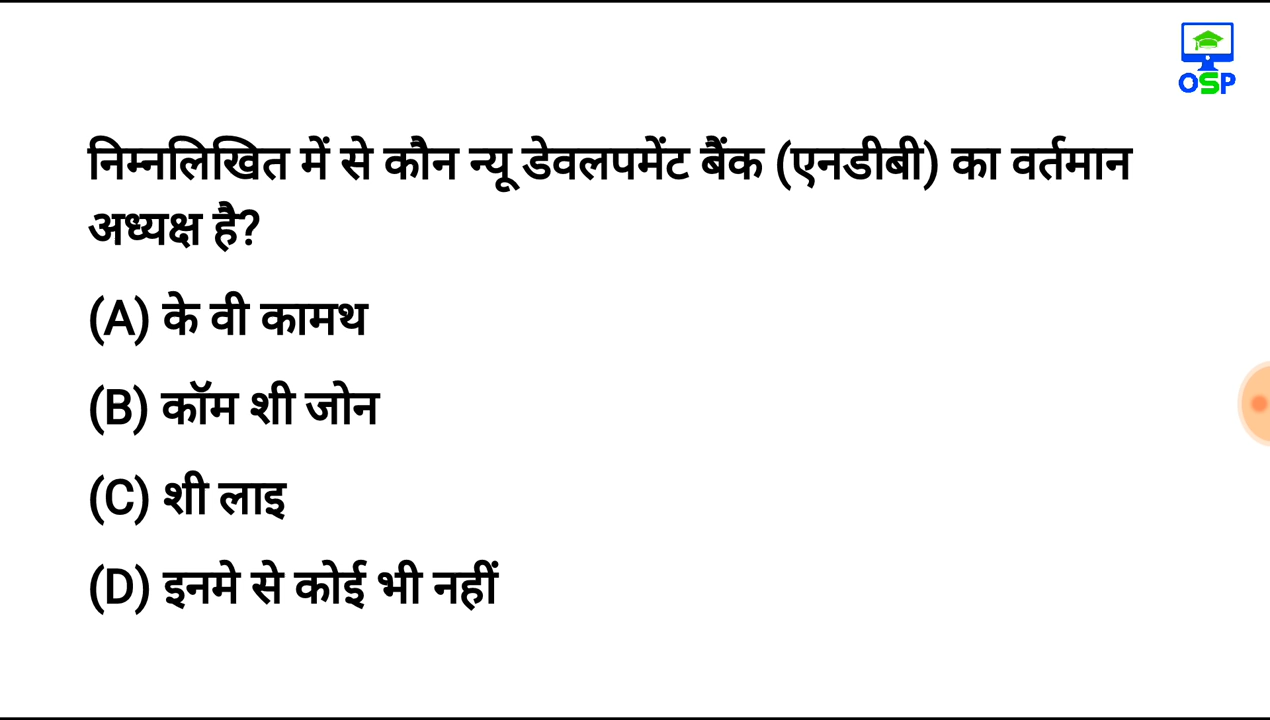 OSP
निम्नलिखित में से कौन न्यू डेवलपमेंट बैंक (एनडीबी) का वर्तमान
अध्यक्ष है?
(A) के वी कामथ
(B) कॉम शी जोन
(C) शी लाइ
(D) इनमे से कोई भी नहीं